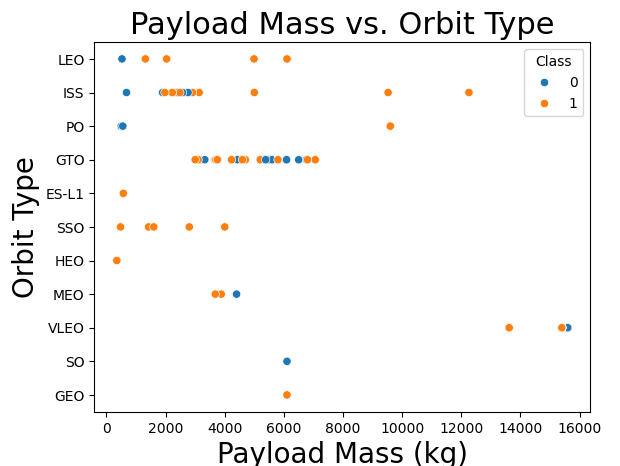 Payload Mass vs. Orbit Type
Class
0
1
LEO
ISS
PO
GTO
ES-L1
SSO
HEO
MEO
VLEO
SO
GEO
Orbit Type
0 2000 4000 6000 8000 10000 12000 14000 16000
Payload Mass (kg)